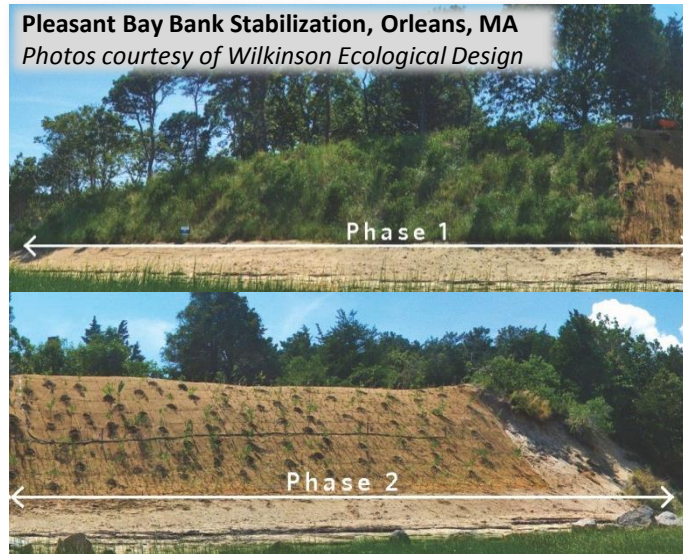 Pleasant Bay Bank Stabilization, Orleans, MA
Photos courtesy of Wilkinson Ecological Design
Phase 1
Phase 2